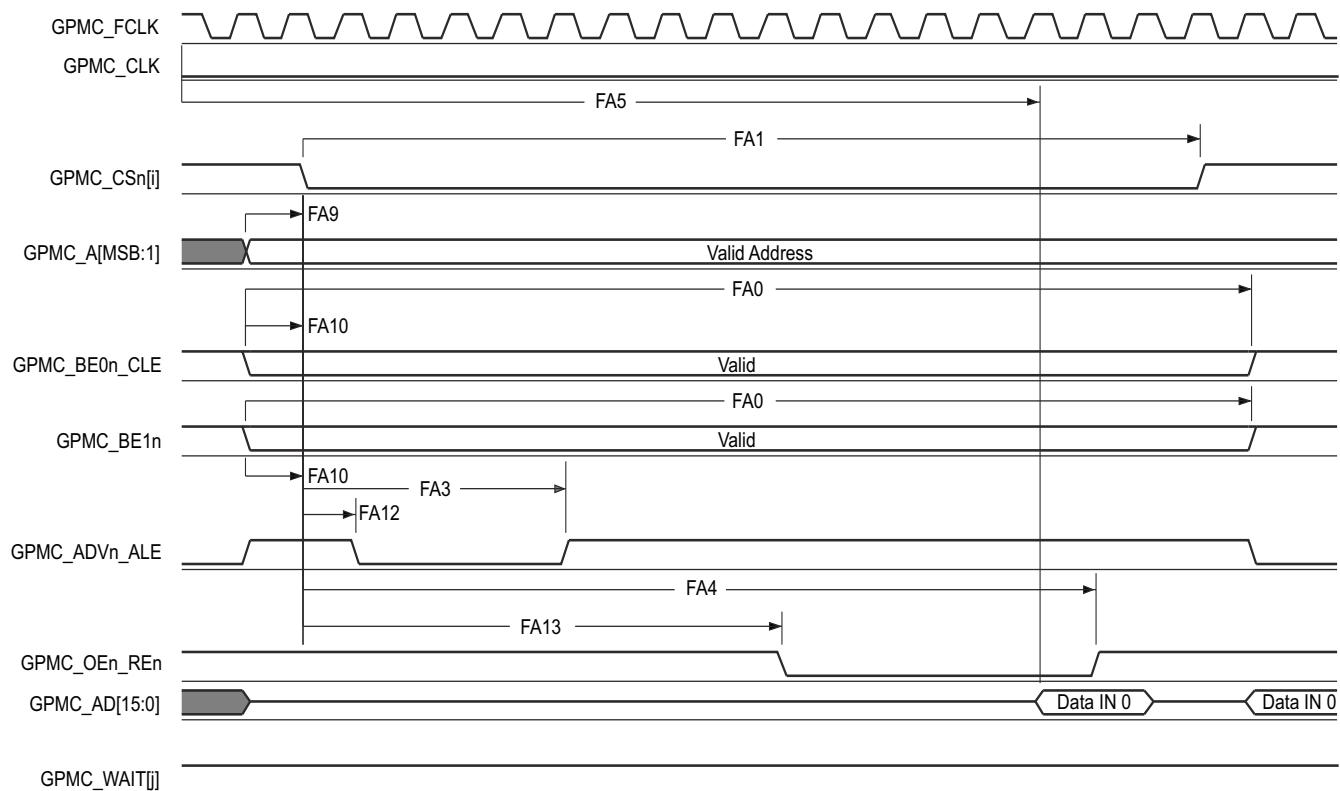 GPMC_FCLK
GPMC_CLK
FA5
FA1
GPMC_CSn[i]
FA9
GPMC_A[MSB:1]
Valid Address
FA0
FA10
GPMC_BE0n_CLE
Valid
FA0
GPMC_BE1n
Valid
FA10
FA3
FA12
GPMC_ADVn_ALE
FA4
FA13
GPMC_OEn_REn
GPMC_AD[15:0]
Data IN 0
Data IN 0
GPMC_WAIT[j]